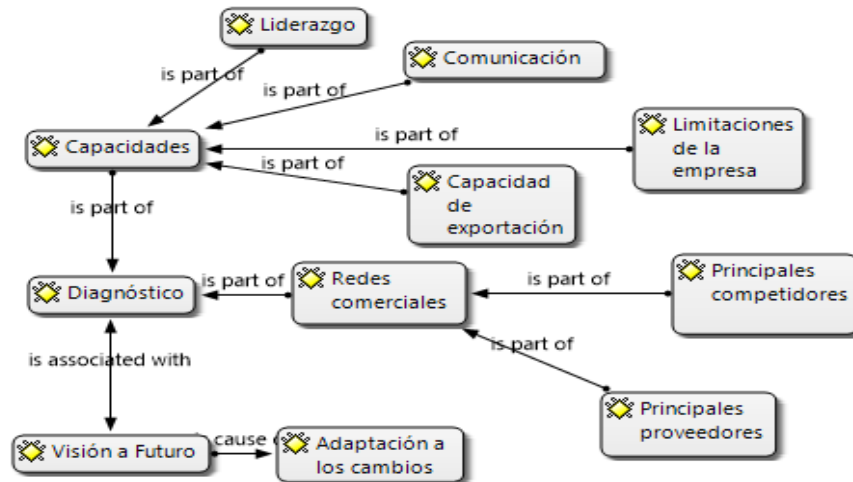 Liderazgo
is part of
Comunicación
is part of
Limitaciones
de la
empresa
is part of
Capacidades
is part of
Capacidad
de
exportación
is part of
Principales
competidores
is part of
Redes
comerciales
is part of
Diagnóstico
is part of
Principales
proveedores
is associated with
Visión a Futuro
cause
Adaptación a
los cambios